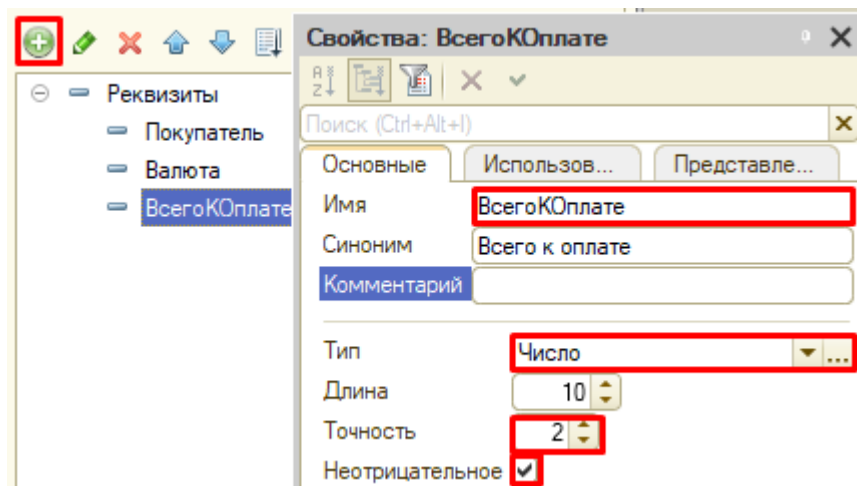 Свойства: ВсегоКОплате
Реквизиты
Покупатель
Валюта
ВсегоКОплате
Поиск (Ctrl+Alt+I)
Основные Использов... Представле...
Имя ВсегоКОплате
Синоним Всего к оплате
Комментарий
Тип Число ...
Длина 10
Точность 2
Неотрицательное